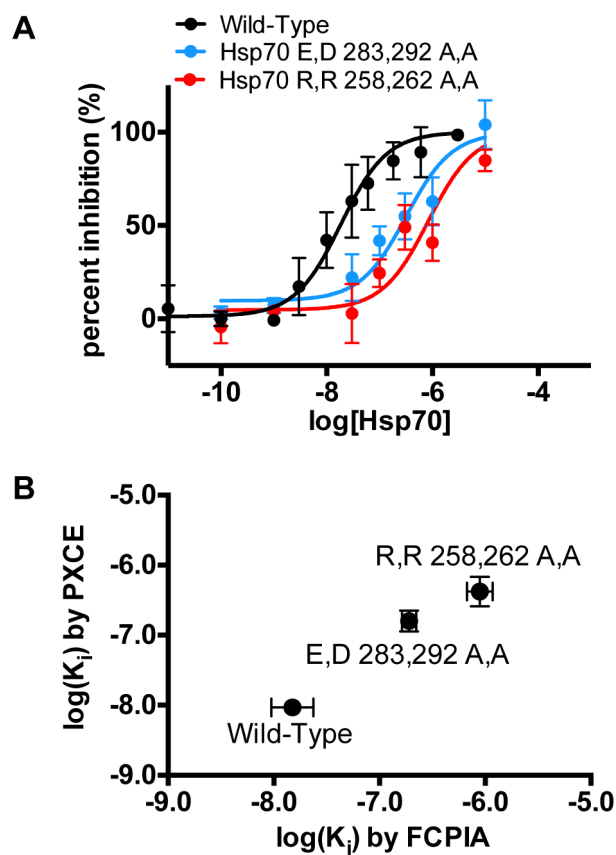 A
Wild-Type
Hsp70 E,D 283,292 A,A
Hsp70 R,R 258,262 A,A
percent inhibition (%)
100
50
0
-10
-8
-6
-4
log[Hsp70]
B
log(Kᵢ) by PXCE
-5.0
-6.0
-7.0
-8.0
-9.0
R,R 258,262 A,A
E,D 283,292 A,A
Wild-Type
-9.0
-8.0
-7.0
-6.0
-5.0
log(Kᵢ) by FCPIA